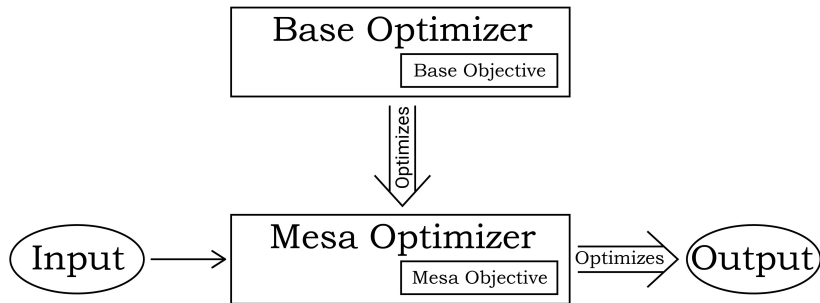 Base Optimizer
Base Objective
Optimizes
Input
Mesa Optimizer
Mesa Objective
Optimizes
Output